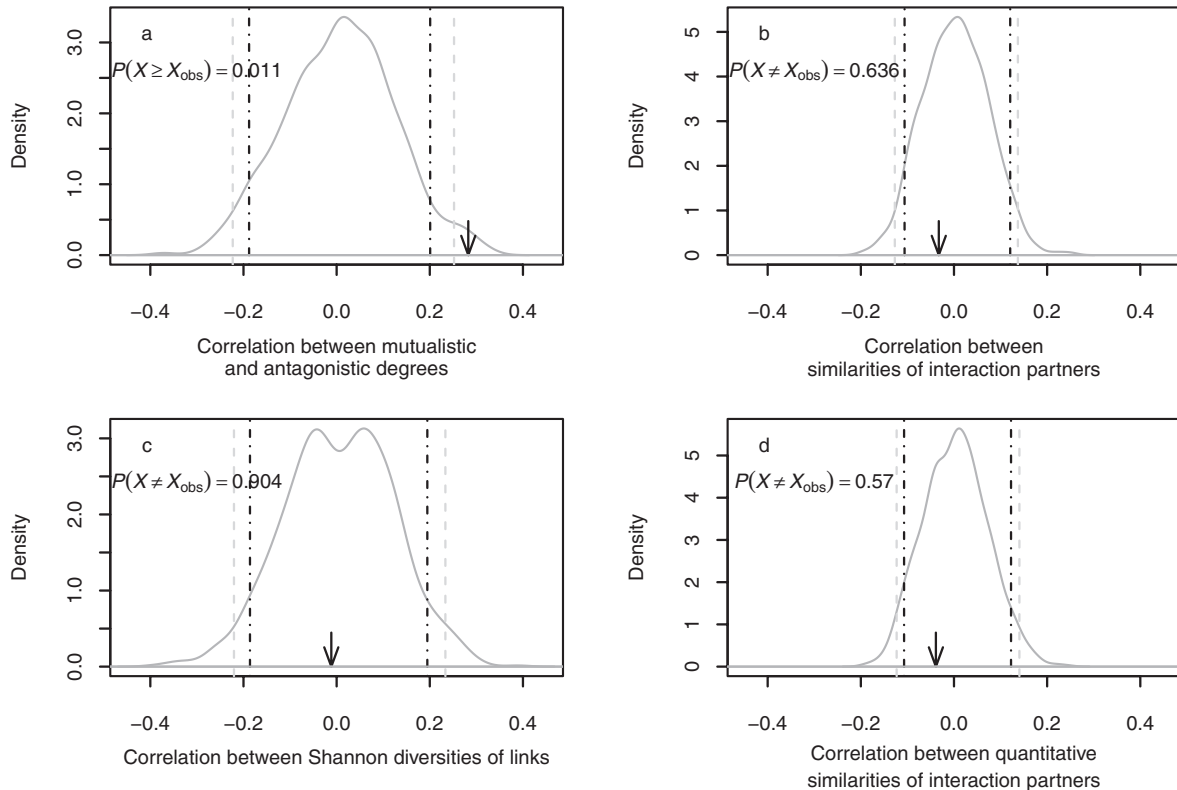 a
P(X ≥ X_obs) = 0.011
Density
0.0
1.0
2.0
3.0
−0.4
−0.2
0.0
0.2
0.4
Correlation between mutualistic
and antagonistic degrees
b
P(X ≠ X_obs) = 0.636
Density
0
1
2
3
4
5
−0.4
−0.2
0.0
0.2
0.4
Correlation between
similarities of interaction partners
c
P(X ≠ X_obs) = 0.904
Density
0.0
1.0
2.0
3.0
−0.4
−0.2
0.0
0.2
0.4
Correlation between Shannon diversities of links
d
P(X ≠ X_obs) = 0.57
Density
0
1
2
3
4
5
−0.4
−0.2
0.0
0.2
0.4
Correlation between quantitative
similarities of interaction partners